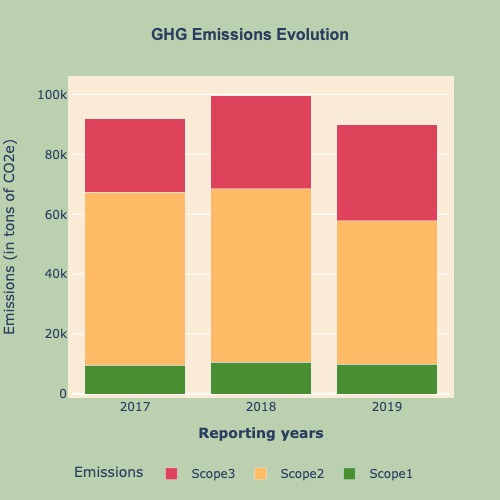 GHG Emissions Evolution
Emissions (in tons of CO2e)
100k
80k
60k
40k
20k
0
2017 2018 2019
Reporting years
Emissions Scope3 Scope2 Scope1